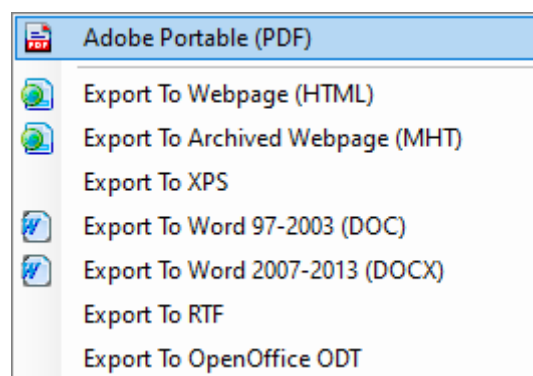 Adobe Portable (PDF)
Export To Webpage (HTML)
Export To Archived Webpage (MHT)
Export To XPS
Export To Word 97-2003 (DOC)
Export To Word 2007-2013 (DOCX)
Export To RTF
Export To OpenOffice ODT